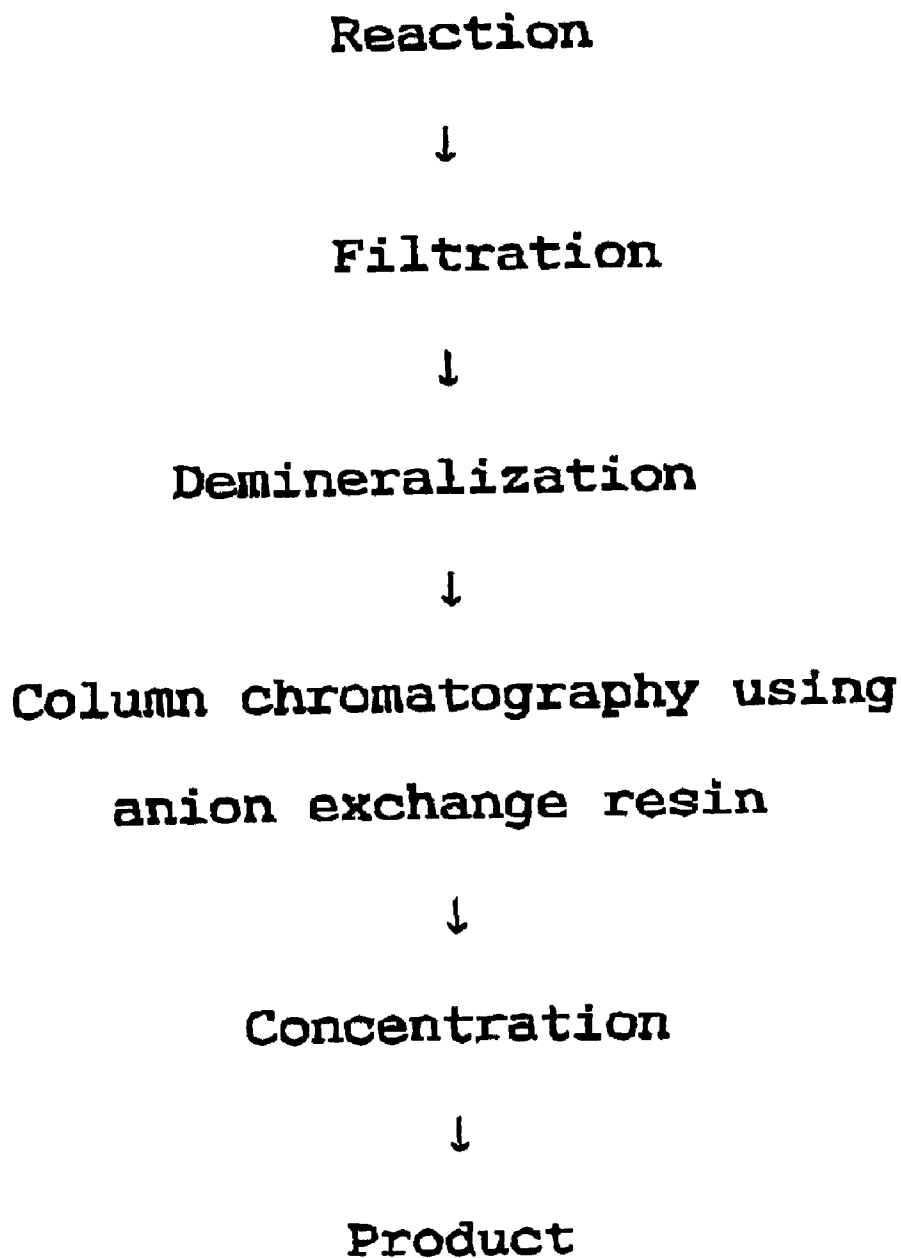 Reaction
↓
Filtration
↓
Demineralization
↓
Column chromatography using
anion exchange resin
↓
Concentration
↓
Product